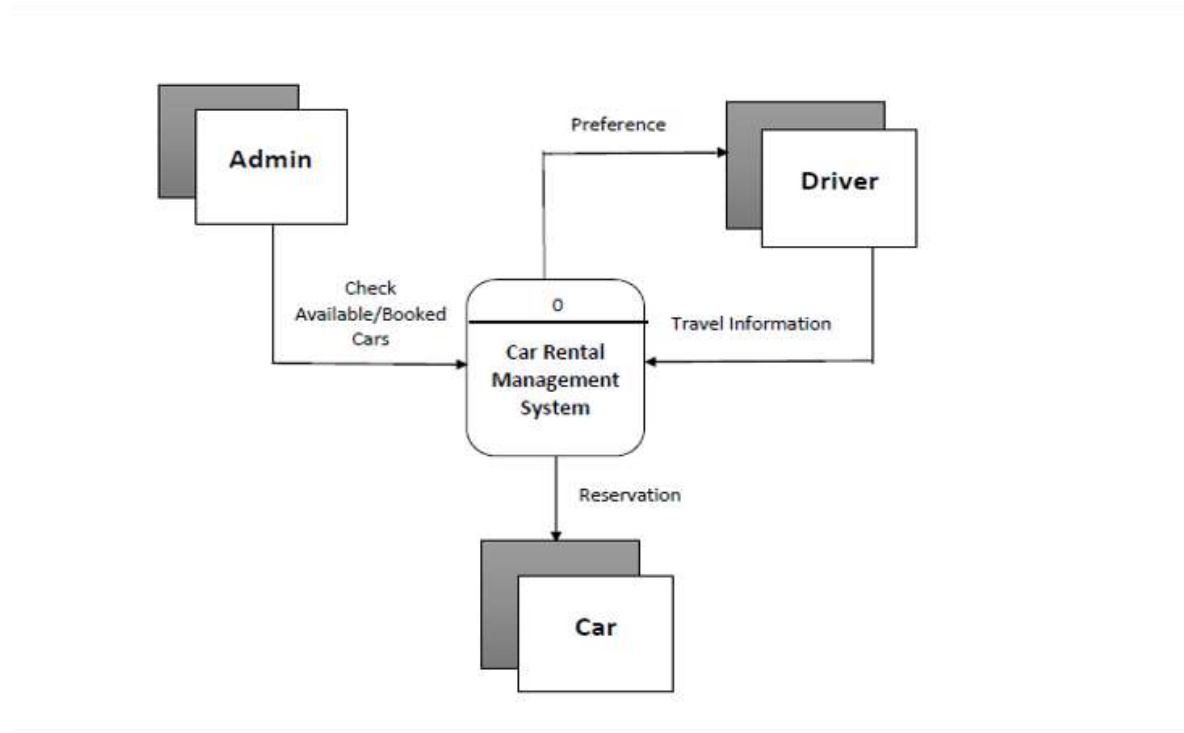 Admin
Preference
Driver
Check
Available/Booked
Cars
0
Travel Information
Car Rental
Management
System
Reservation
Car